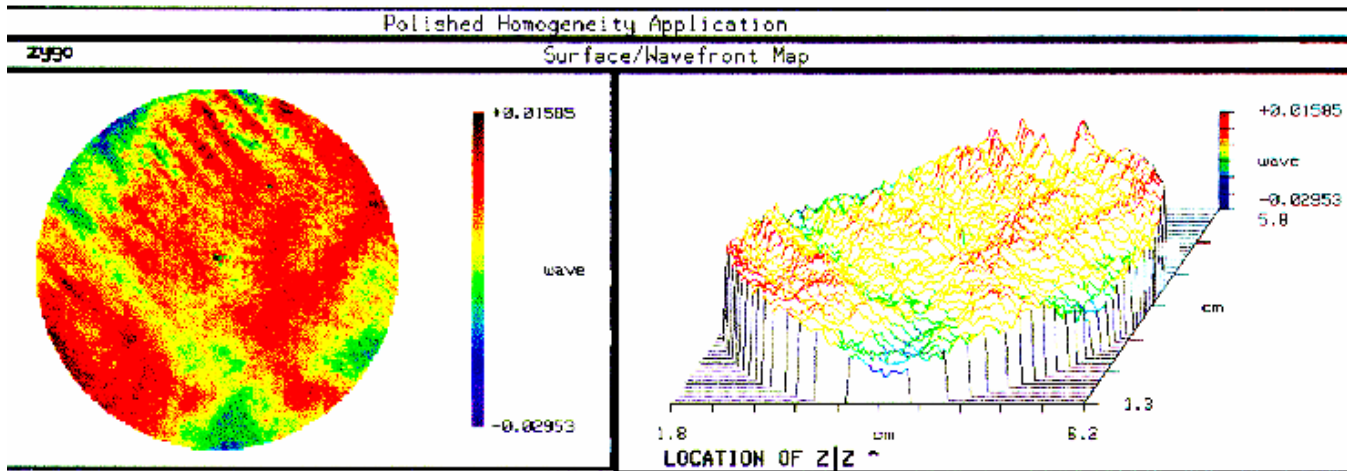 Polished Homogeneity Application
zygo
Surface/Wavefront Map
+0.01585
wave
-0.02953
+0.01585
wave
-0.02953
5.8
cm
1.3
1.8
cm
6.2
LOCATION OF Z|Z ^